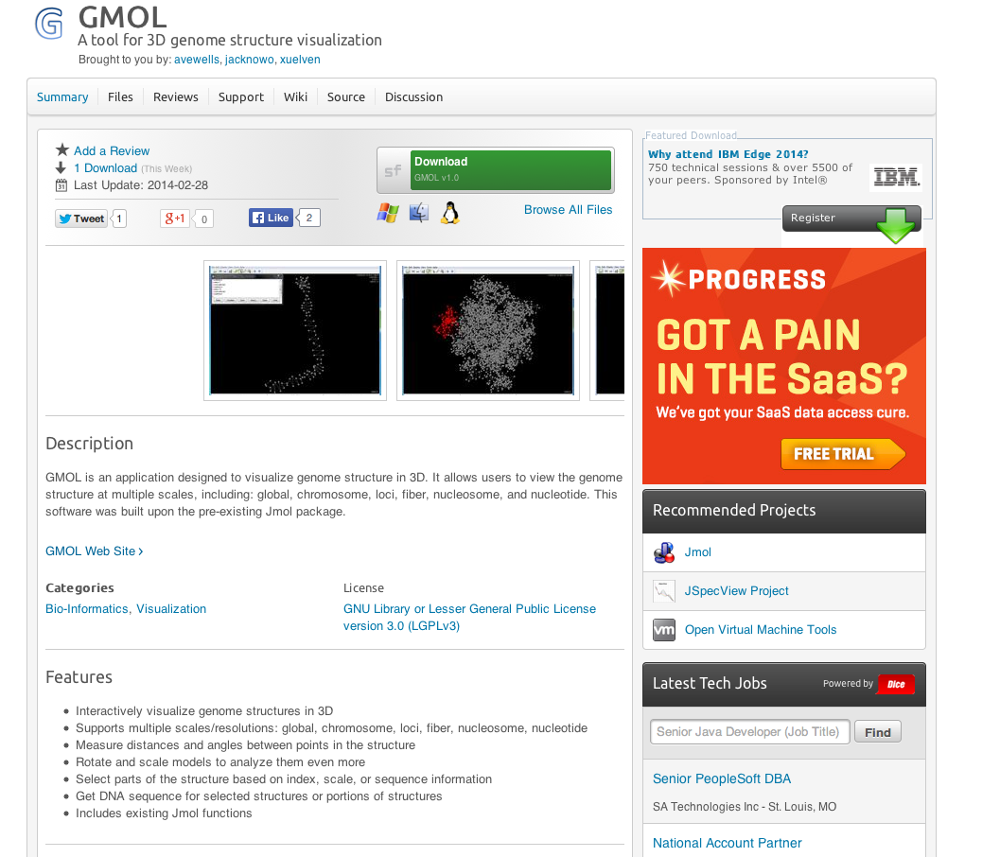 GMOL
A tool for 3D genome structure visualization
Brought to you by: avewells, jacknowo, xuelven
Summary
Files
Reviews
Support
Wiki
Source
Discussion
Add a Review
1 Download (This Week)
Last Update: 2014-02-28
Tweet 1
g+1 0
Like 2
sf
Download
GMOL v1.0
Browse All Files
Description
GMOL is an application designed to visualize genome structure in 3D. It allows users to view the genome
structure at multiple scales, including: global, chromosome, loci, fiber, nucleosome, and nucleotide. This
software was built upon the pre-existing Jmol package.
GMOL Web Site ›
Categories
Bio-Informatics, Visualization
License
GNU Library or Lesser General Public License
version 3.0 (LGPLv3)
Features
• Interactively visualize genome structures in 3D
• Supports multiple scales/resolutions: global, chromosome, loci, fiber, nucleosome, nucleotide
• Measure distances and angles between points in the structure
• Rotate and scale models to analyze them even more
• Select parts of the structure based on index, scale, or sequence information
• Get DNA sequence for selected structures or portions of structures
• Includes existing Jmol functions
Featured Download
Why attend IBM Edge 2014?
750 technical sessions & over 5500 of
your peers. Sponsored by Intel®
IBM.
Register
PROGRESS
GOT A PAIN
IN THE SaaS?
We've got your SaaS data access cure.
FREE TRIAL
Recommended Projects
Jmol
JSpecView Project
vm
Open Virtual Machine Tools
Latest Tech Jobs
Powered by Dice
Senior Java Developer (Job Title)
Find
Senior PeopleSoft DBA
SA Technologies Inc - St. Louis, MO
National Account Partner